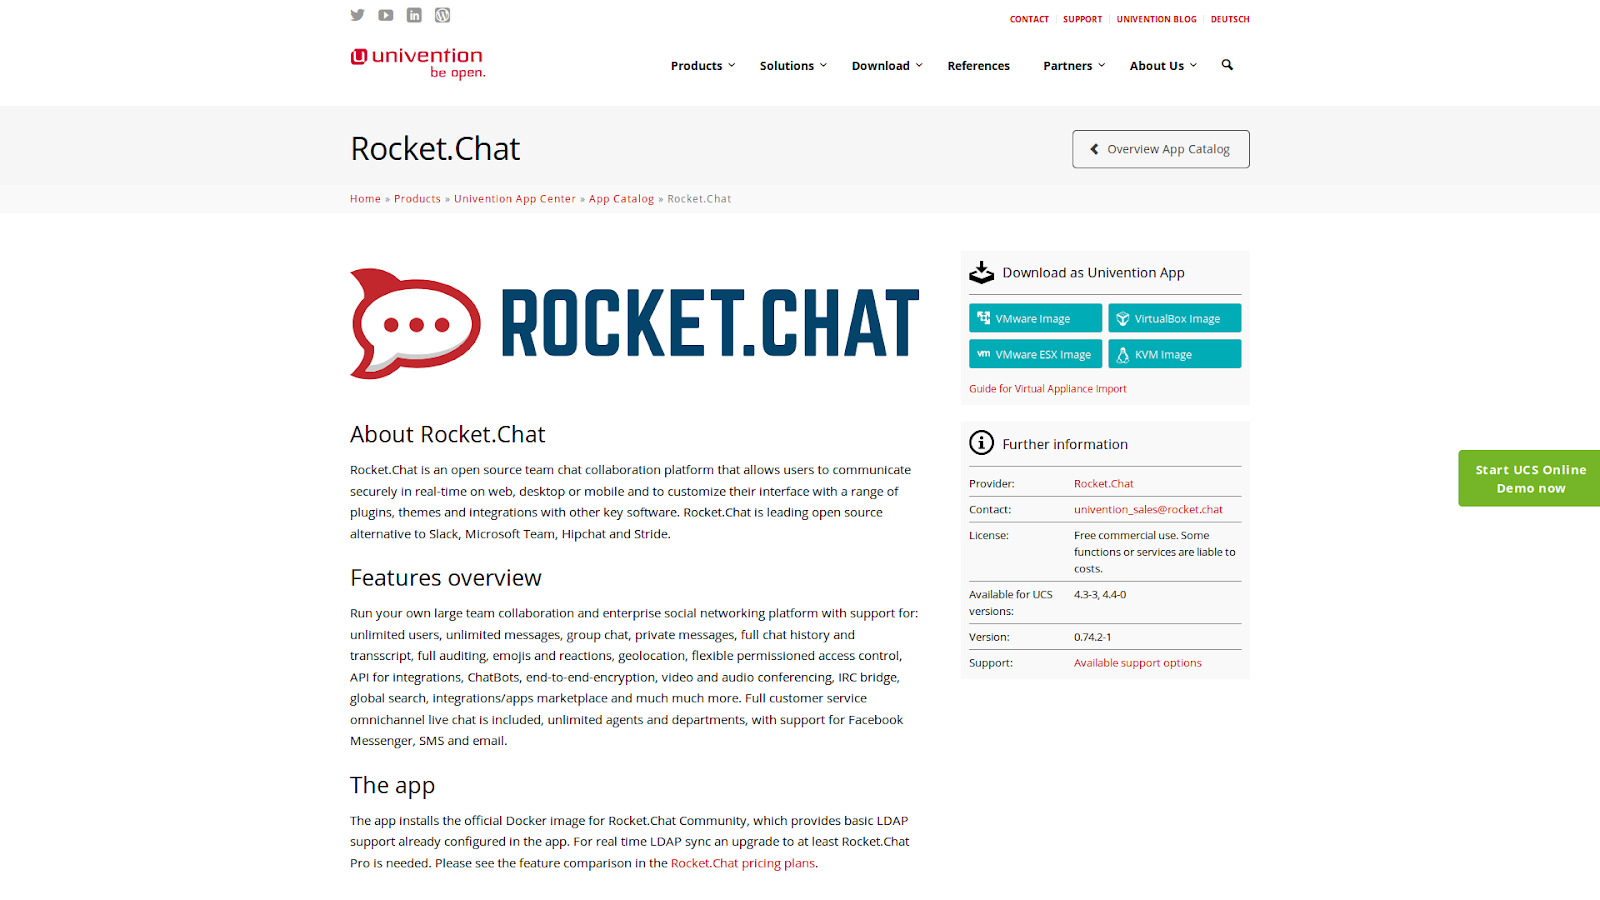 CONTACT SUPPORT UNIVENTION BLOG DEUTSCH
univention
be open.
Products Solutions Download References Partners About Us
Rocket.Chat
Overview App Catalog
Home » Products » Univention App Center » App Catalog » Rocket.Chat
ROCKET.CHAT
About Rocket.Chat
Rocket.Chat is an open source team chat collaboration platform that allows users to communicate
securely in real-time on web, desktop or mobile and to customize their interface with a range of
plugins, themes and integrations with other key software. Rocket.Chat is leading open source
alternative to Slack, Microsoft Team, Hipchat and Stride.
Features overview
Run your own large team collaboration and enterprise social networking platform with support for:
unlimited users, unlimited messages, group chat, private messages, full chat history and
transscript, full auditing, emojis and reactions, geolocation, flexible permissioned access control,
API for integrations, ChatBots, end-to-end-encryption, video and audio conferencing, IRC bridge,
global search, integrations/apps marketplace and much much more. Full customer service
omnichannel live chat is included, unlimited agents and departments, with support for Facebook
Messenger, SMS and email.
The app
The app installs the official Docker image for Rocket.Chat Community, which provides basic LDAP
support already configured in the app. For real time LDAP sync an upgrade to at least Rocket.Chat
Pro is needed. Please see the feature comparison in the Rocket.Chat pricing plans.
Download as Univention App
VMware Image VirtualBox Image
vm VMware ESX Image KVM Image
Guide for Virtual Appliance Import
Further information
Provider: Rocket.Chat
Contact: univention_sales@rocket.chat
License: Free commercial use. Some
functions or services are liable to
costs.
Available for UCS 4.3-3, 4.4-0
versions:
Version: 0.74.2-1
Support: Available support options
Start UCS Online
Demo now